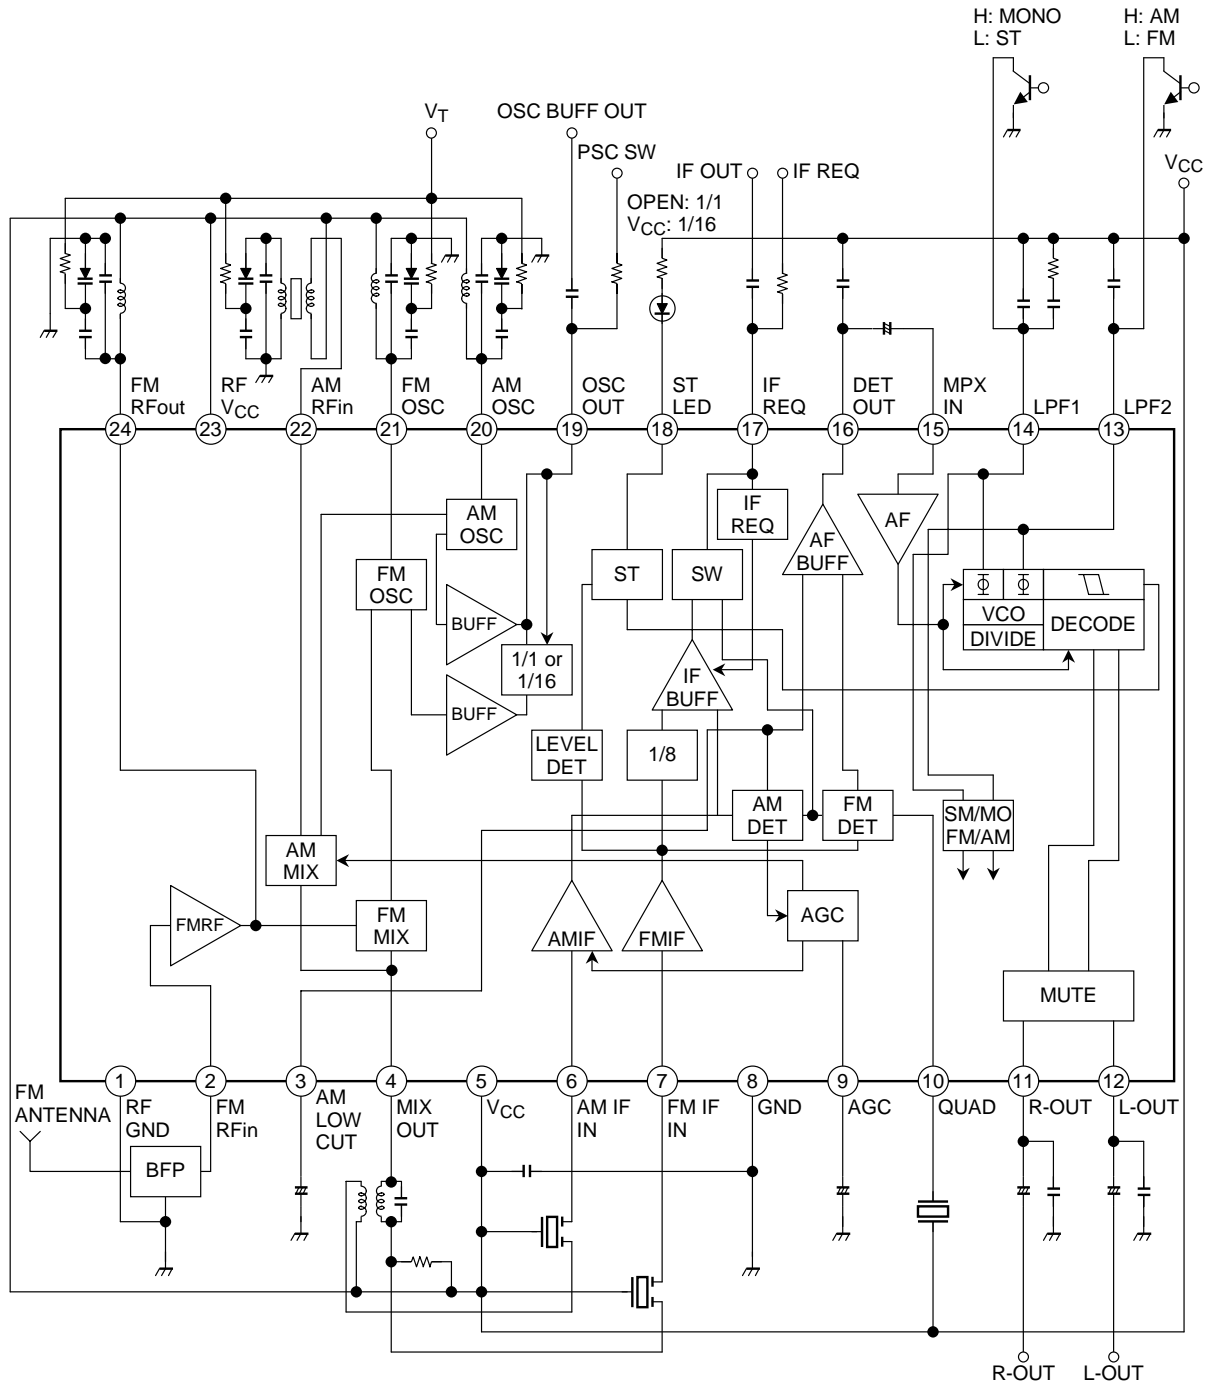 H: MONO
L: ST
H: AM
L: FM
VT
OSC BUFF OUT
PSC SW
IF OUT
IF REQ
VCC
OPEN: 1/1
VCC: 1/16
FM
RFout
RF
VCC
AM
RFin
FM
OSC
AM
OSC
OSC
OUT
ST
LED
IF
REQ
DET
OUT
MPX
IN
LPF1
LPF2
24
23
22
21
20
19
18
17
16
15
14
13
AM
OSC
FM
OSC
BUFF
BUFF
1/1 or
1/16
ST
SW
IF
REQ
AF
BUFF
AF
VCO
DIVIDE
DECODE
IF
BUFF
LEVEL
DET
1/8
AM
DET
FM
DET
SM/MO
FM/AM
AM
MIX
FMRF
FM
MIX
AMIF
FMIF
AGC
MUTE
1
2
3
4
5
6
7
8
9
10
11
12
FM
ANTENNA
RF
GND
FM
RFin
AM
LOW
CUT
MIX
OUT
VCC
AM IF
IN
FM IF
IN
GND
AGC
QUAD
R-OUT
L-OUT
BFP
R-OUT
L-OUT